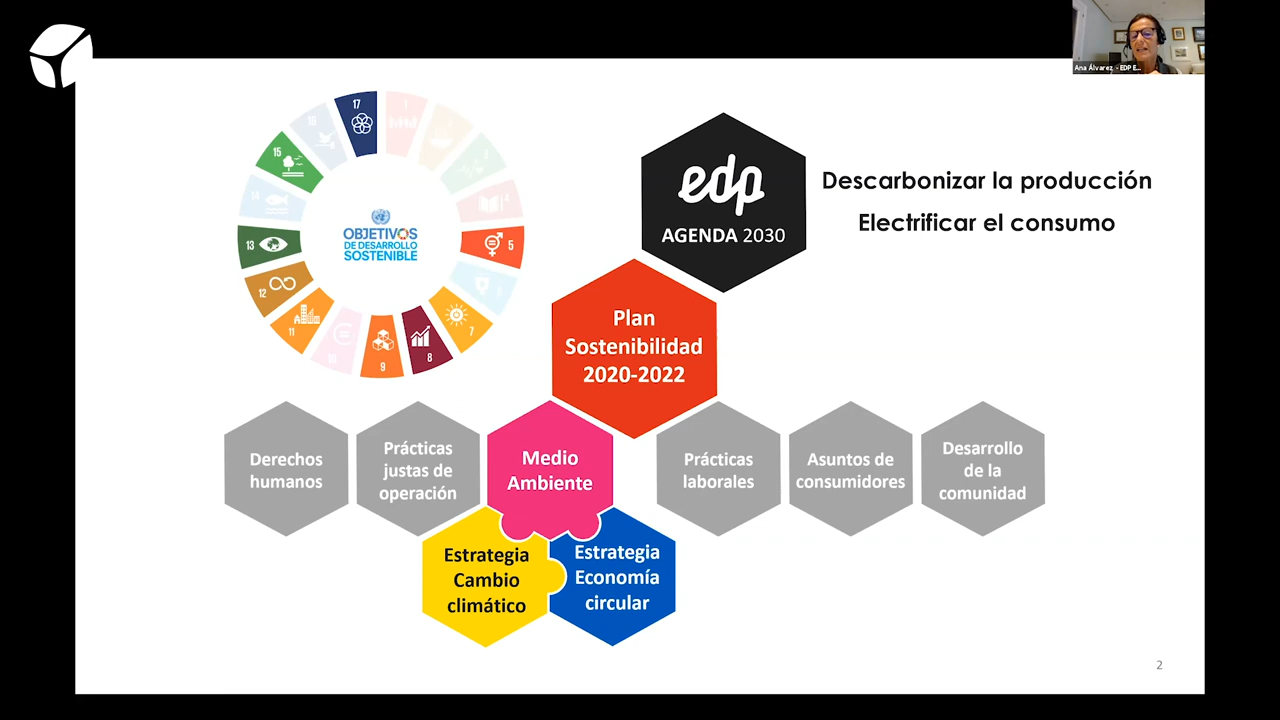 Ana Álvarez - EDP E...
17
1
15
5
13
12
11
7
10
9
8
OBJETIVOS
DE DESARROLLO
SOSTENIBLE
edp
AGENDA 2030
Descarbonizar la producción
Electrificar el consumo
Plan
Sostenibilidad
2020-2022
Derechos
humanos
Prácticas
justas de
operación
Medio
Ambiente
Prácticas
laborales
Asuntos de
consumidores
Desarrollo
de la
comunidad
Estrategia
Cambio
climático
Estrategia
Economía
circular
2